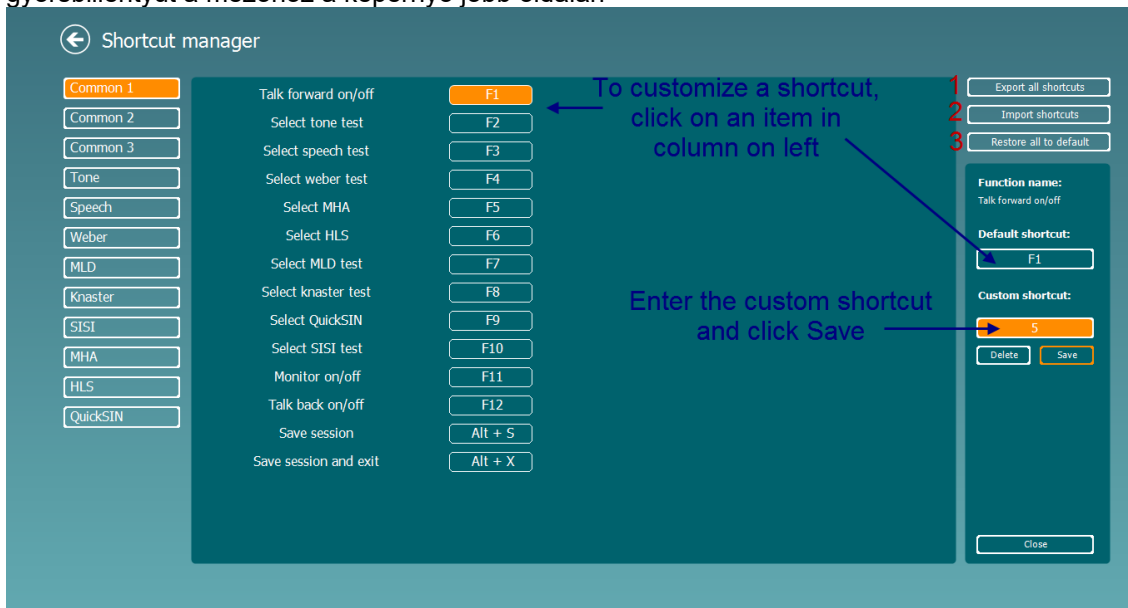 gyorsbillentyűt a mezőhöz a képernyő jobb oldalán
Shortcut manager
Common 1
Common 2
Common 3
Tone
Speech
Weber
MLD
Knaster
SISI
MHA
HLS
QuickSIN
Talk forward on/off F1
Select tone test F2
Select speech test F3
Select weber test F4
Select MHA F5
Select HLS F6
Select MLD test F7
Select knaster test F8
Select QuickSIN F9
Select SISI test F10
Monitor on/off F11
Talk back on/off F12
Save session Alt + S
Save session and exit Alt + X
To customize a shortcut,
click on an item in
column on left
Enter the custom shortcut
and click Save
1 Export all shortcuts
2 Import shortcuts
3 Restore all to default
Function name:
Talk forward on/off
Default shortcut:
F1
Custom shortcut:
5
Delete Save
Close